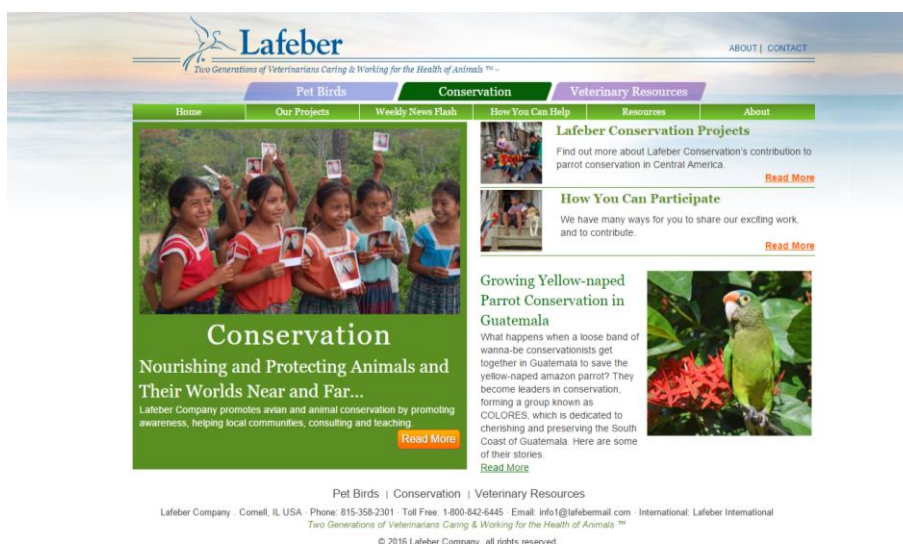 Lafeber
Two Generations of Veterinarians Caring & Working for the Health of Animals ™
ABOUT | CONTACT
Pet Birds
Conservation
Veterinary Resources
Home
Our Projects
Weekly News Flash
How You Can Help
Resources
About
Conservation
Nourishing and Protecting Animals and
Their Worlds Near and Far...
Lafeber Company promotes avian and animal conservation by promoting
awareness, helping local communities, consulting and teaching.
Read More
Lafeber Conservation Projects
Find out more about Lafeber Conservation's contribution to
parrot conservation in Central America.
Read More
How You Can Participate
We have many ways for you to share our exciting work,
and to contribute.
Read More
Growing Yellow-naped
Parrot Conservation in
Guatemala
What happens when a loose band of
wanna-be conservationists get
together in Guatemala to save the
yellow-naped amazon parrot? They
become leaders in conservation,
forming a group known as
COLORES, which is dedicated to
cherishing and preserving the South
Coast of Guatemala. Here are some
of their stories.
Read More
Pet Birds | Conservation | Veterinary Resources
Lafeber Company . Cornell, IL USA · Phone: 815-358-2301 · Toll Free: 1-800-842-6445 · Email: info1@lafebermail.com · International: Lafeber International
Two Generations of Veterinarians Caring & Working for the Health of Animals ™
© 2016 Lafeber Company, all rights reserved